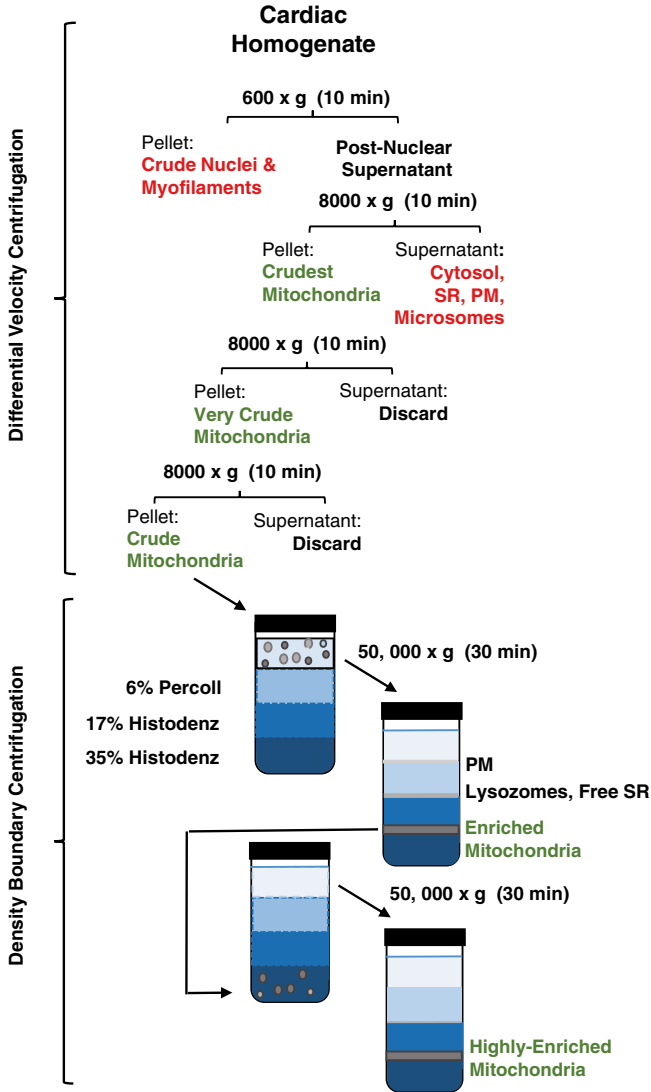 Cardiac
Homogenate
Differential Velocity Centrifugation
600 x g (10 min)
Pellet:
Crude Nuclei &
Myofilaments
Post-Nuclear
Supernatant
8000 x g (10 min)
Pellet:
Crudest
Mitochondria
Supernatant:
Cytosol,
SR, PM,
Microsomes
8000 x g (10 min)
Pellet:
Very Crude
Mitochondria
Supernatant:
Discard
8000 x g (10 min)
Pellet:
Crude
Mitochondria
Supernatant:
Discard
Density Boundary Centrifugation
6% Percoll
17% Histodenz
35% Histodenz
50, 000 x g (30 min)
PM
Lysozomes, Free SR
Enriched
Mitochondria
50, 000 x g (30 min)
Highly-Enriched
Mitochondria